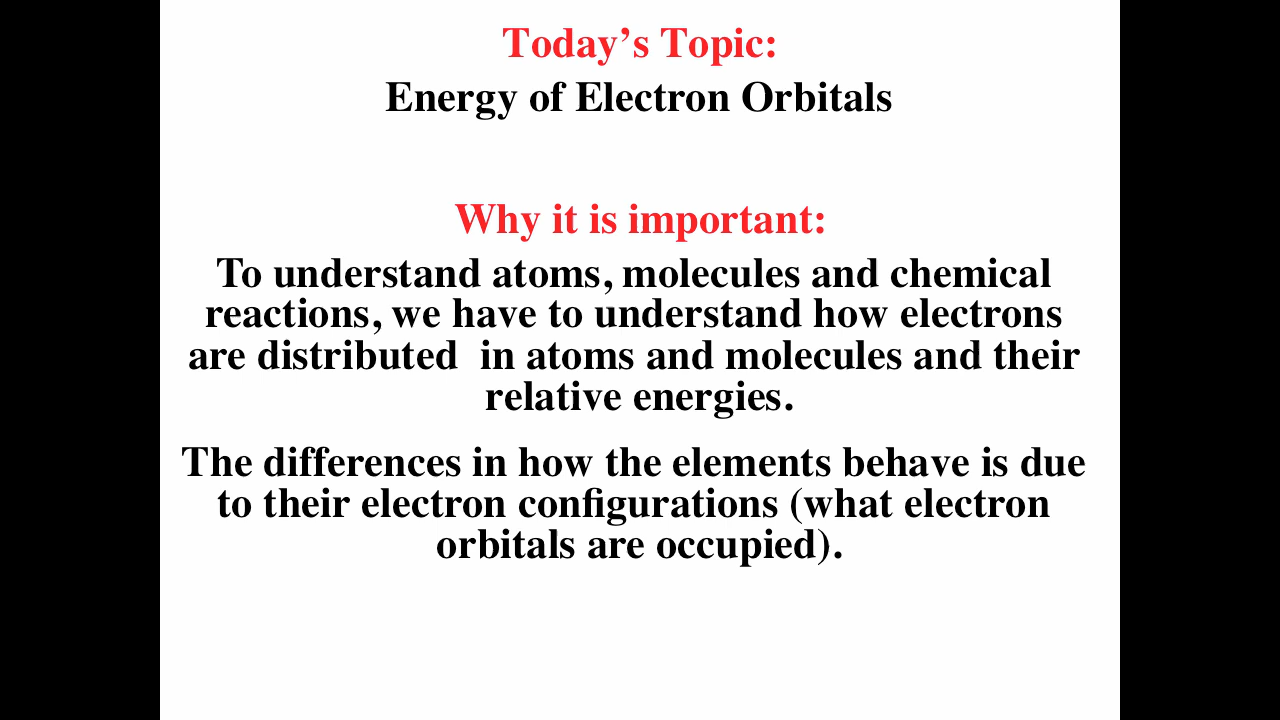 Today’s Topic:
Energy of Electron Orbitals
Why it is important:
To understand atoms, molecules and chemical
reactions, we have to understand how electrons
are distributed  in atoms and molecules and their
relative energies.
The differences in how the elements behave is due
to their electron configurations (what electron
orbitals are occupied).